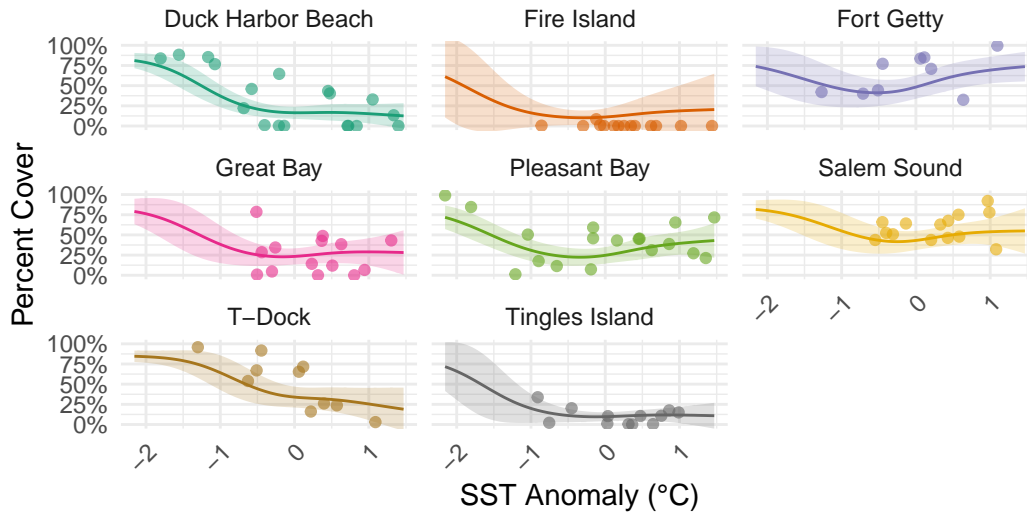 Duck Harbor Beach Fire Island Fort Getty
100%
75%
50%
25%
0%
Great Bay Pleasant Bay Salem Sound
100%
75%
50%
25%
0%
Percent Cover
−2 −1 0 1
T−Dock Tingles Island
100%
75%
50%
25%
0%
−2 −1 0 1 −2 −1 0 1
SST Anomaly (°C)